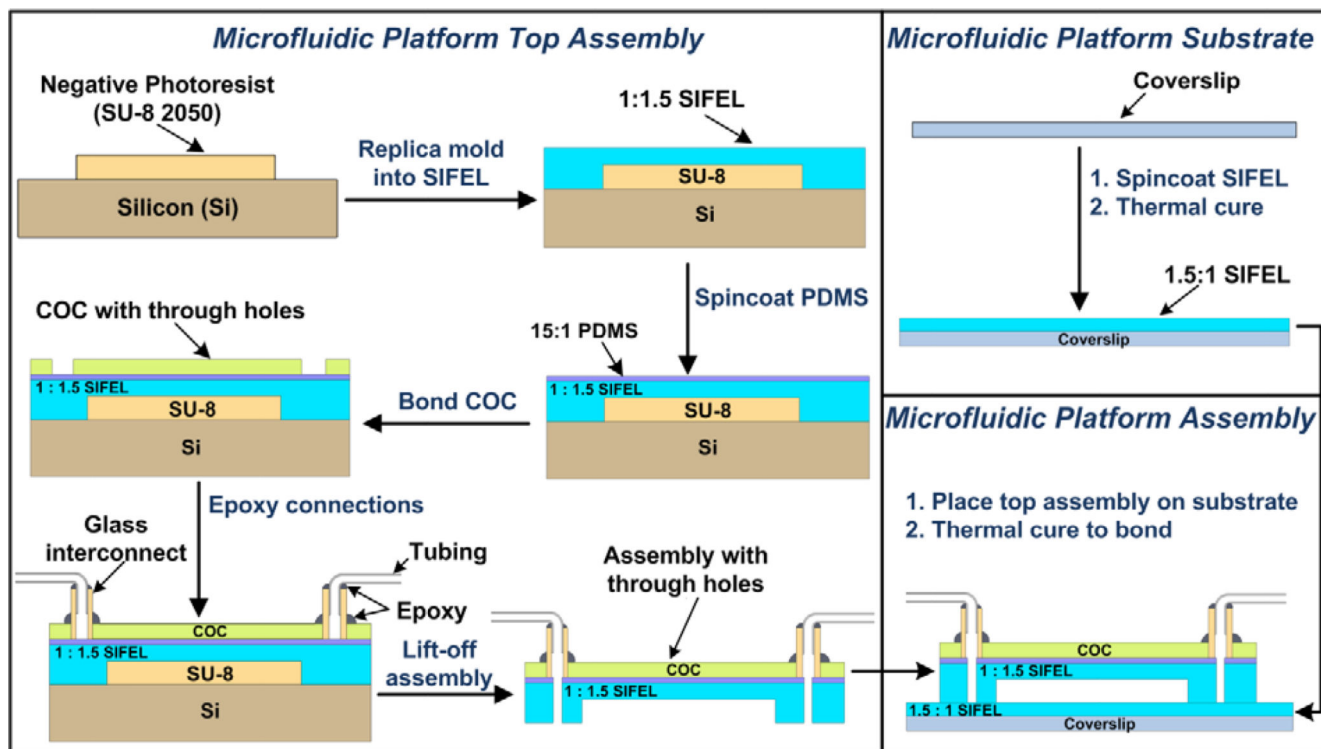 Microfluidic Platform Top Assembly
Negative Photoresist
(SU-8 2050)
Silicon (Si)
Replica mold
into SIFEL
1:1.5 SIFEL
SU-8
Si
Spincoat PDMS
15:1 PDMS
1 : 1.5 SIFEL
SU-8
Si
Bond COC
COC with through holes
1 : 1.5 SIFEL
SU-8
Si
Epoxy connections
Glass
interconnect
Tubing
Epoxy
COC
1 : 1.5 SIFEL
SU-8
Si
Lift-off
assembly
Assembly with
through holes
COC
1 : 1.5 SIFEL
Microfluidic Platform Substrate
Coverslip
1. Spincoat SIFEL
2. Thermal cure
1.5:1 SIFEL
Coverslip
Microfluidic Platform Assembly
1. Place top assembly on substrate
2. Thermal cure to bond
COC
1 : 1.5 SIFEL
1.5 : 1 SIFEL
Coverslip